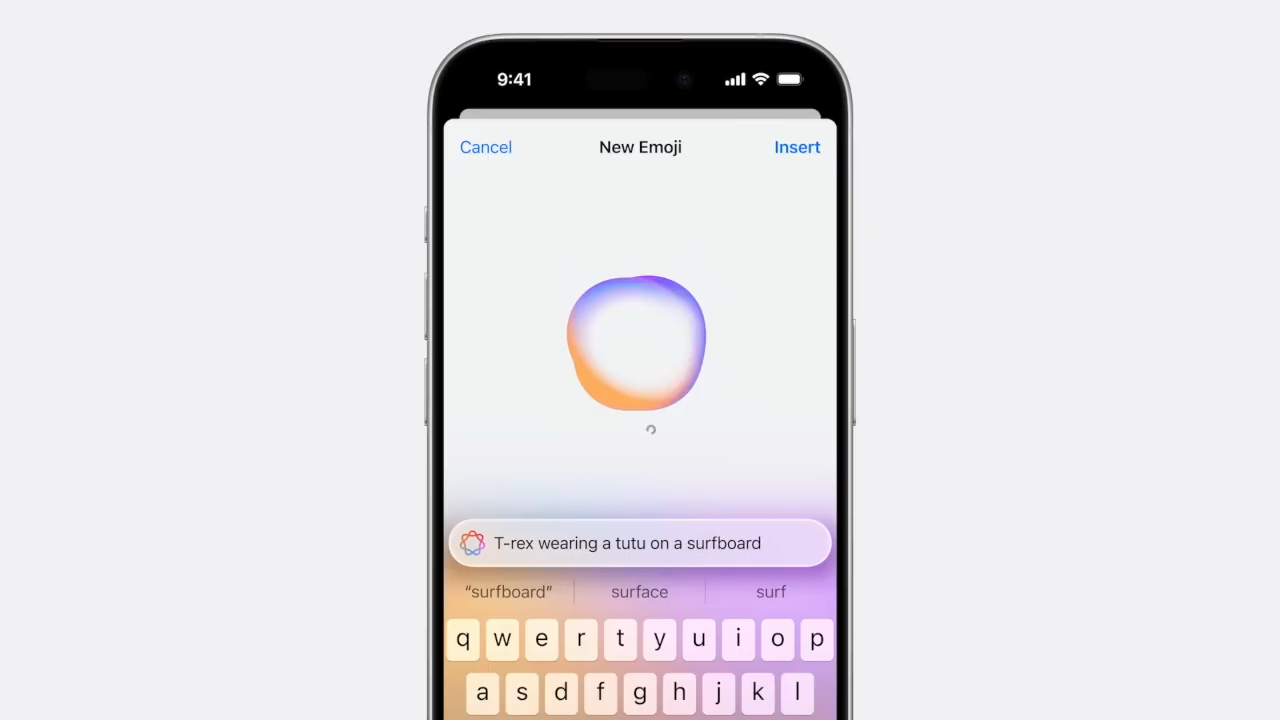 9:41
Cancel New Emoji Insert
T-rex wearing a tutu on a surfboard
“surfboard” surface surf
q w e r t y u i o p
a s d f g h j k l